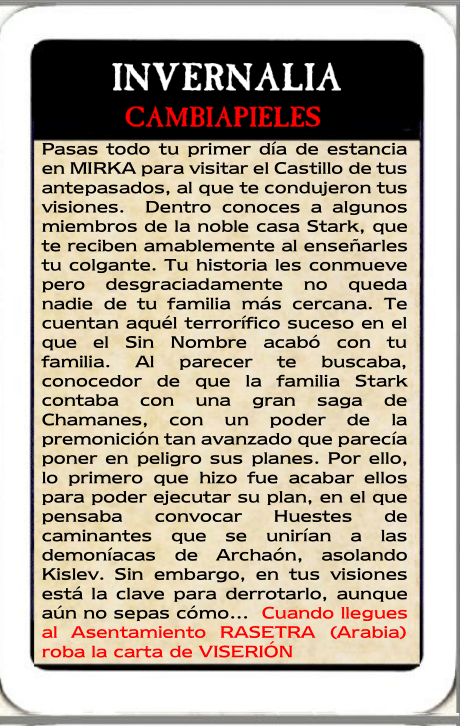 INVERNALIA
CAMBIAPIELES
Pasas todo tu primer día de estancia
en MIRKA para visitar el Castillo de tus
antepasados, al que te condujeron tus
visiones. Dentro conoces a algunos
miembros de la noble casa Stark, que
te reciben amablemente al enseñarles
tu colgante. Tu historia les conmueve
pero desgraciadamente no queda
nadie de tu familia más cercana. Te
cuentan aquél terrorífico suceso en el
que el Sin Nombre acabó con tu
familia. Al parecer te buscaba,
conocedor de que la familia Stark
contaba con una gran saga de
Chamanes, con un poder de la
premonición tan avanzado que parecía
poner en peligro sus planes. Por ello,
lo primero que hizo fue acabar ellos
para poder ejecutar su plan, en el que
pensaba convocar Huestes de
caminantes que se unirían a las
demoníacas de Archaón, asolando
Kislev. Sin embargo, en tus visiones
está la clave para derrotarlo, aunque
aún no sepas cómo... Cuando llegues
al Asentamiento RASETRA (Arabia)
roba la carta de VISERIÓN